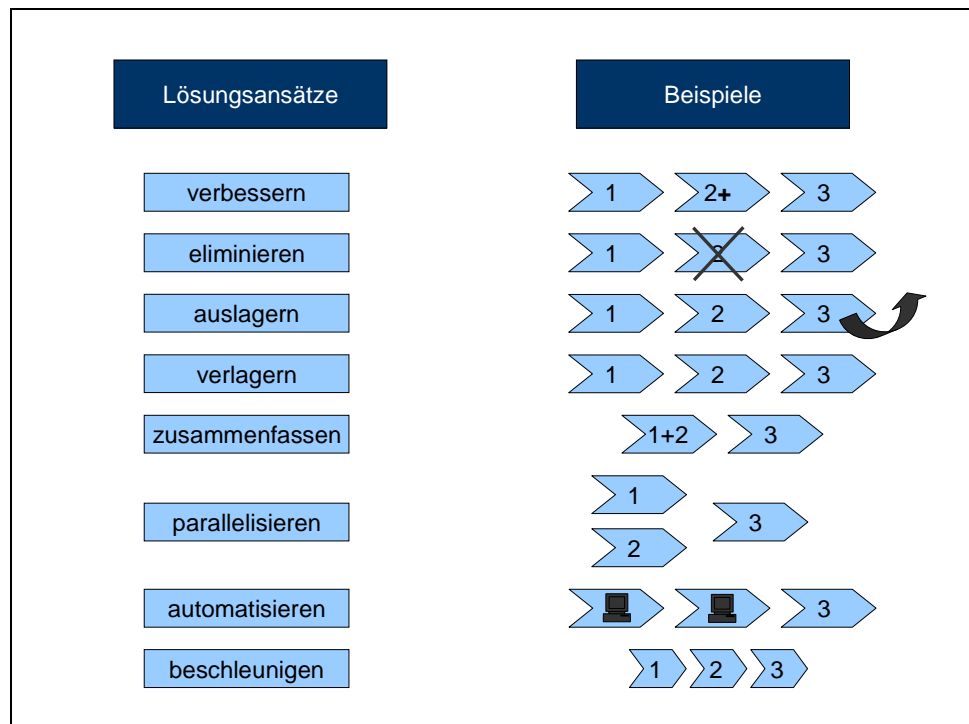 Lösungsansätze Beispiele
verbessern 1 2+ 3
eliminieren 1 2 3
auslagern 1 2 3
verlagern 1 2 3
zusammenfassen 1+2 3
parallelisieren 1 2 3
automatisieren 3
beschleunigen 1 2 3